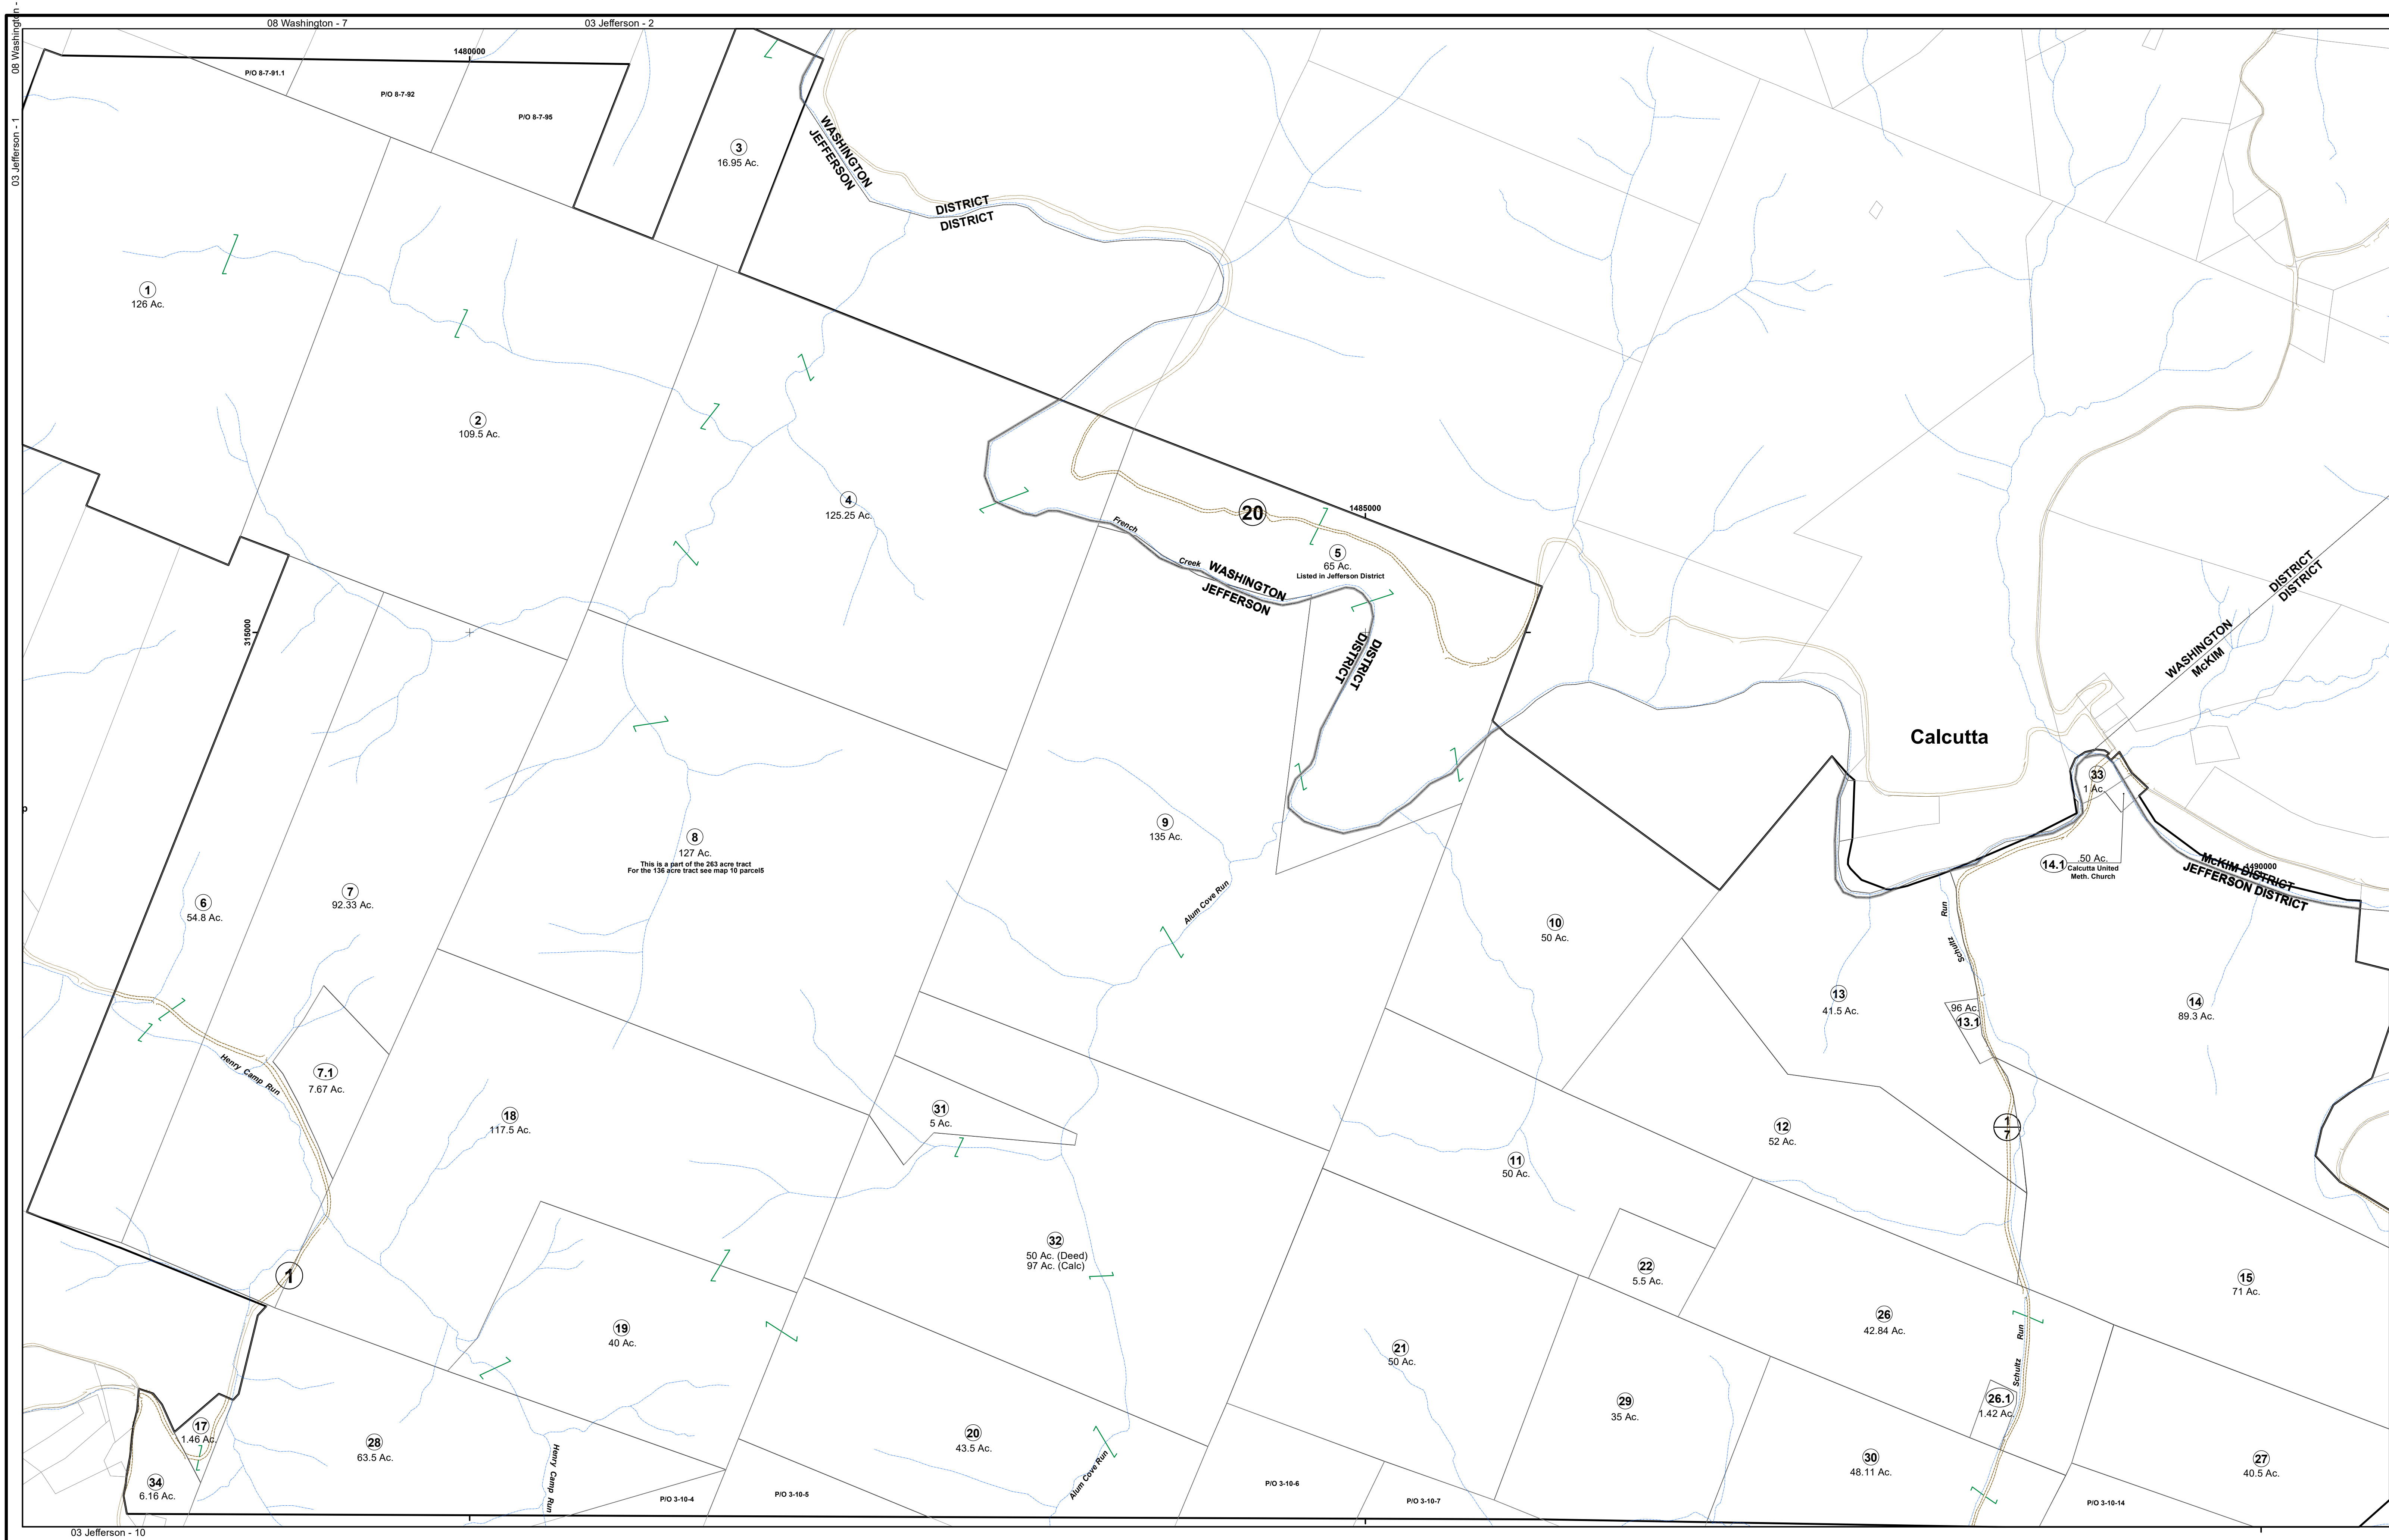 08 Washington - 7
03 Jefferson - 2
08 Washington -
03 Jefferson - 1
1480000
P/O 8-7-91.1
P/O 8-7-92
P/O 8-7-95
3
16.95 Ac.
WASHINGTON
JEFFERSON
DISTRICT
DISTRICT
1
126 Ac.
2
109.5 Ac.
4
125.25 Ac.
20
1485000
French
Creek
WASHINGTON
JEFFERSON
5
65 Ac.
Listed in Jefferson District
DISTRICT
DISTRICT
315000
DISTRICT
DISTRICT
WASHINGTON
McKIM
Calcutta
33
1 Ac.
14.1
.50 Ac.
Calcutta United
Meth. Church
McKIM DISTRICT
1490000
JEFFERSON DISTRICT
8
127 Ac.
This is a part of the 263 acre tract
For the 136 acre tract see map 10 parcel5
9
135 Ac.
6
54.8 Ac.
7
92.33 Ac.
Alum Cove Run
10
50 Ac.
Run
Schultz
13
41.5 Ac.
.96 Ac.
13.1
14
89.3 Ac.
Henry Camp Run
7.1
7.67 Ac.
18
117.5 Ac.
31
5 Ac.
12
52 Ac.
1
7
11
50 Ac.
32
50 Ac. (Deed)
97 Ac. (Calc)
1
22
5.5 Ac.
15
71 Ac.
19
40 Ac.
21
50 Ac.
26
42.84 Ac.
Run
Schultz
29
35 Ac.
26.1
1.42 Ac.
17
1.46 Ac.
28
63.5 Ac.
20
43.5 Ac.
30
48.11 Ac.
27
40.5 Ac.
34
6.16 Ac.
Henry Camp Run
Alum Cove Run
P/O 3-10-4
P/O 3-10-5
P/O 3-10-6
P/O 3-10-7
P/O 3-10-14
03 Jefferson - 10